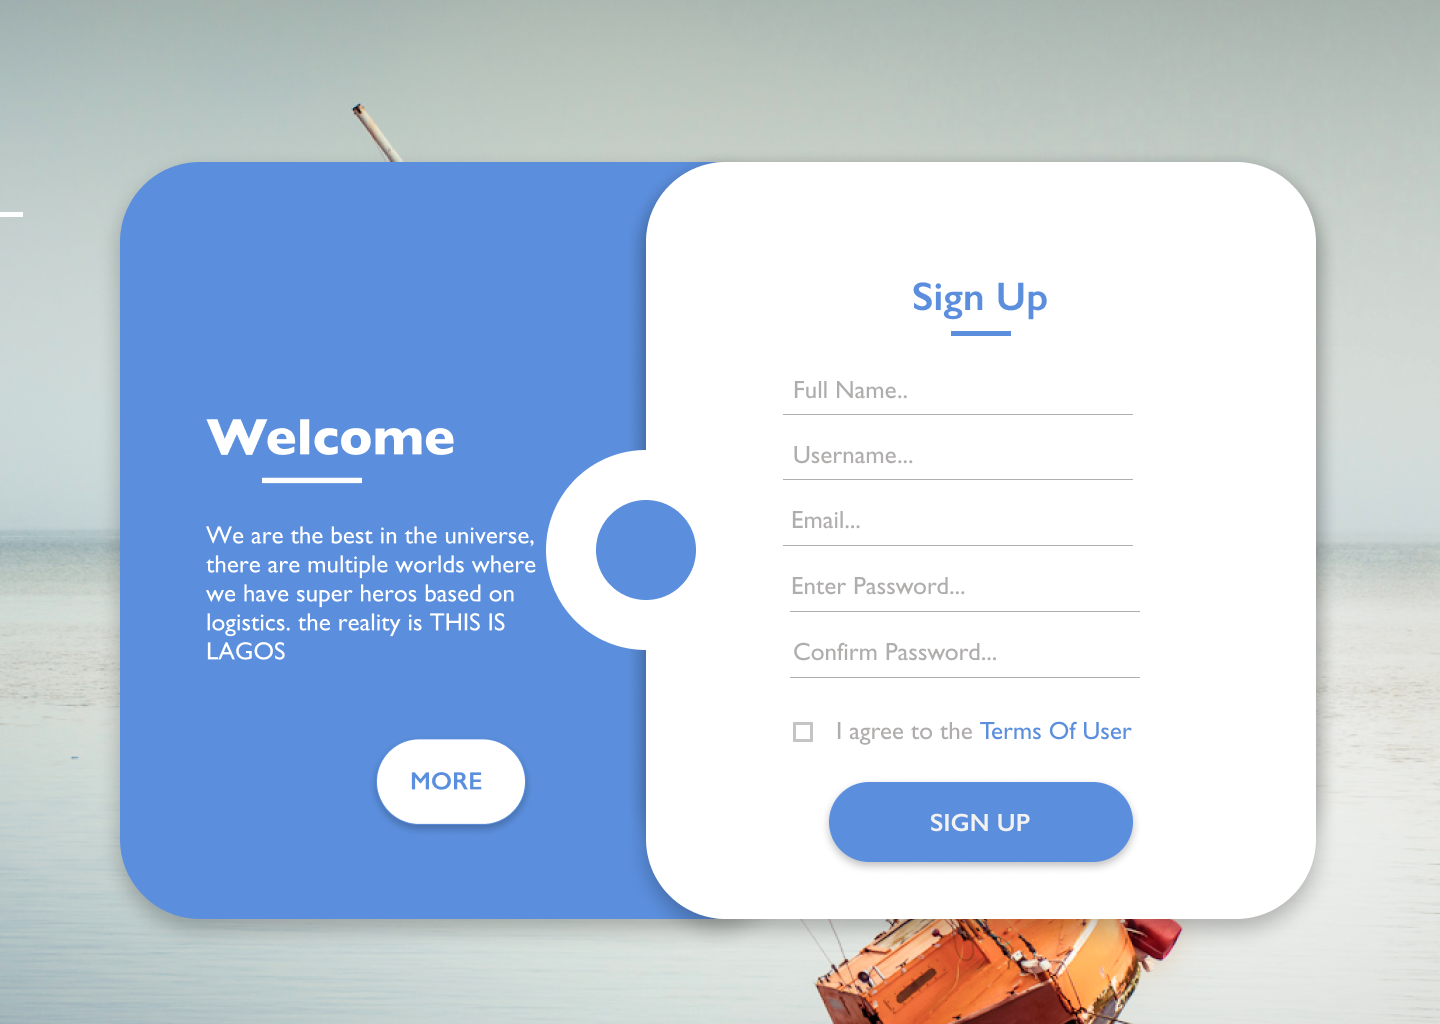 Welcome
We are the best in the universe,
there are multiple worlds where
we have super heros based on
logistics. the reality is THIS IS
LAGOS
MORE
Sign Up
Full Name..
Username...
Email...
Enter Password...
Confirm Password...
I agree to the Terms Of User
SIGN UP